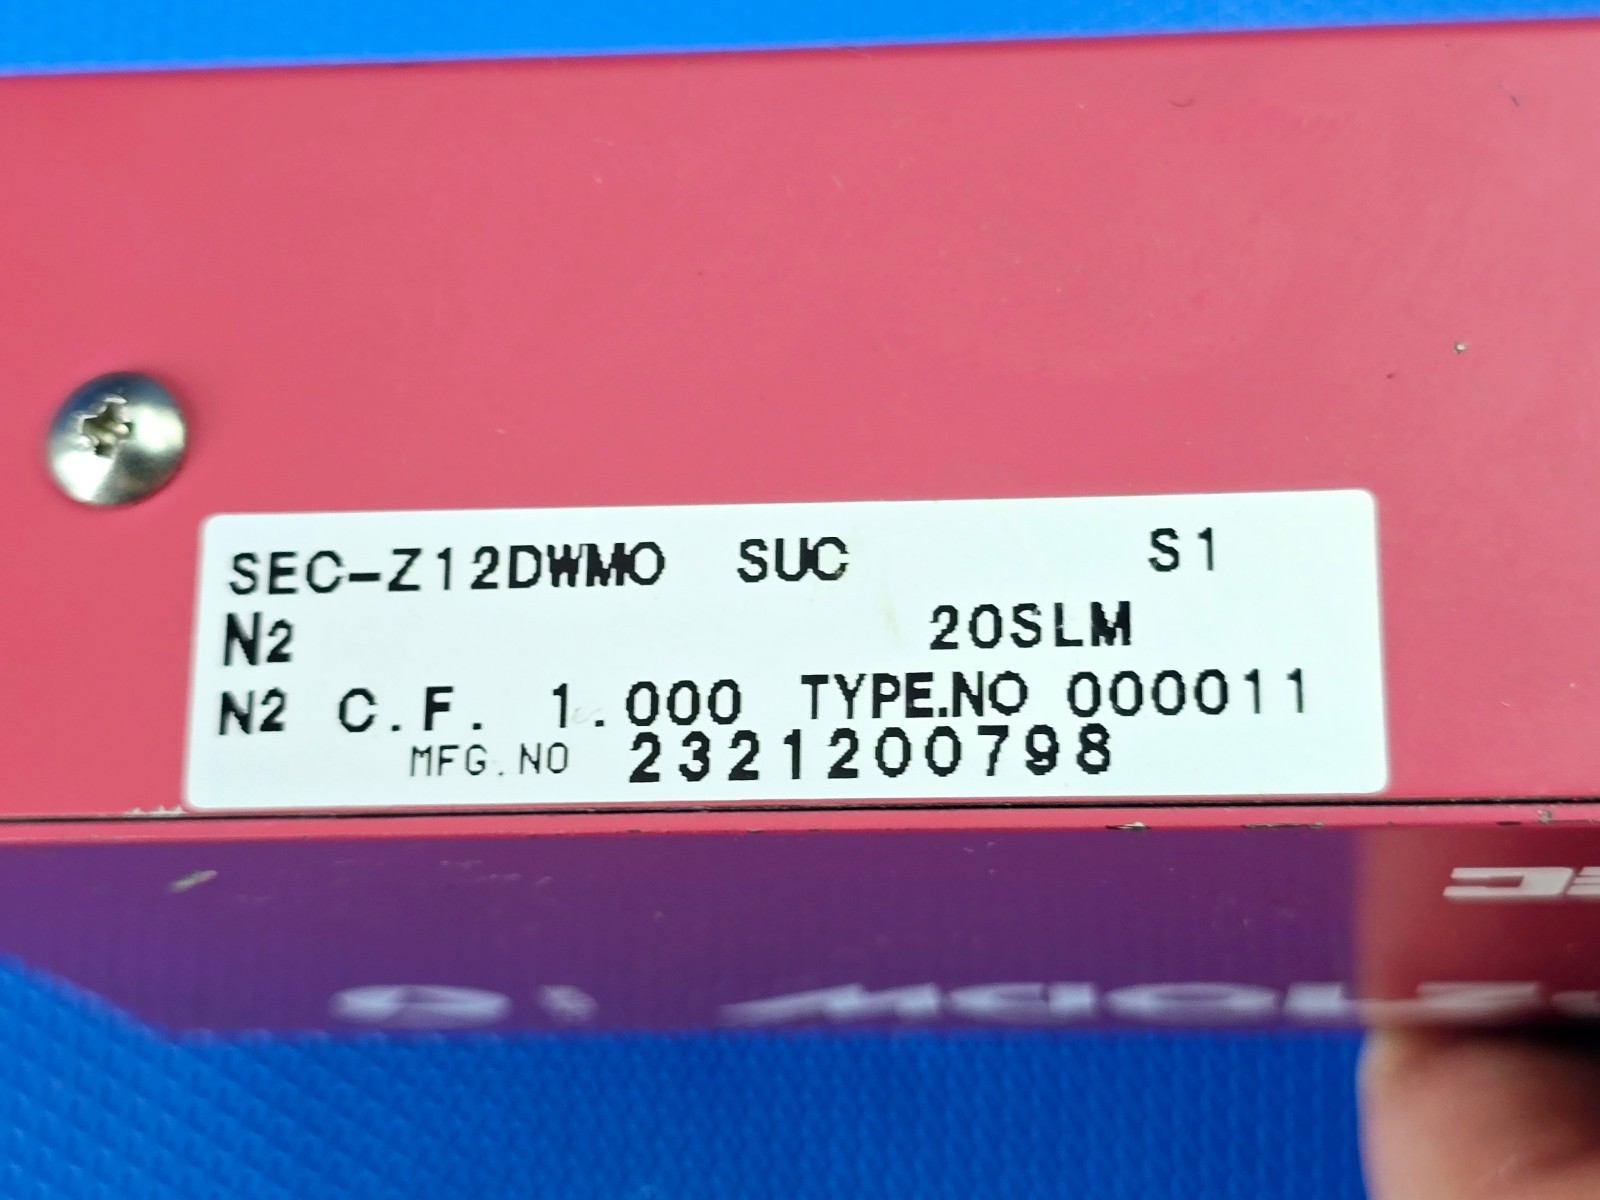 SEC-Z12DWMO SUC S1
N2 20SLM
N2 C.F. 1.000 TYPE.NO 000011
MFG.NO 2321200798